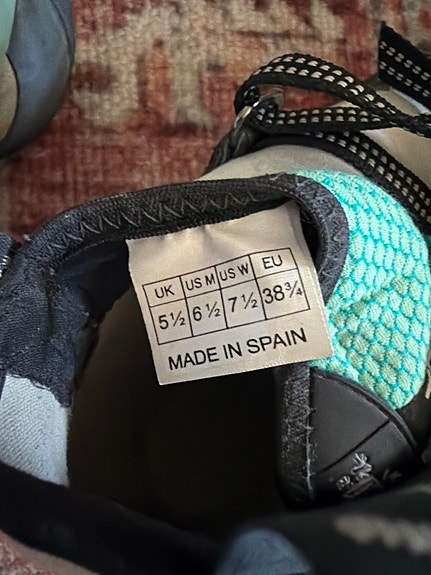 UK US M US W EU
5½ 6½ 7½ 38¾
MADE IN SPAIN